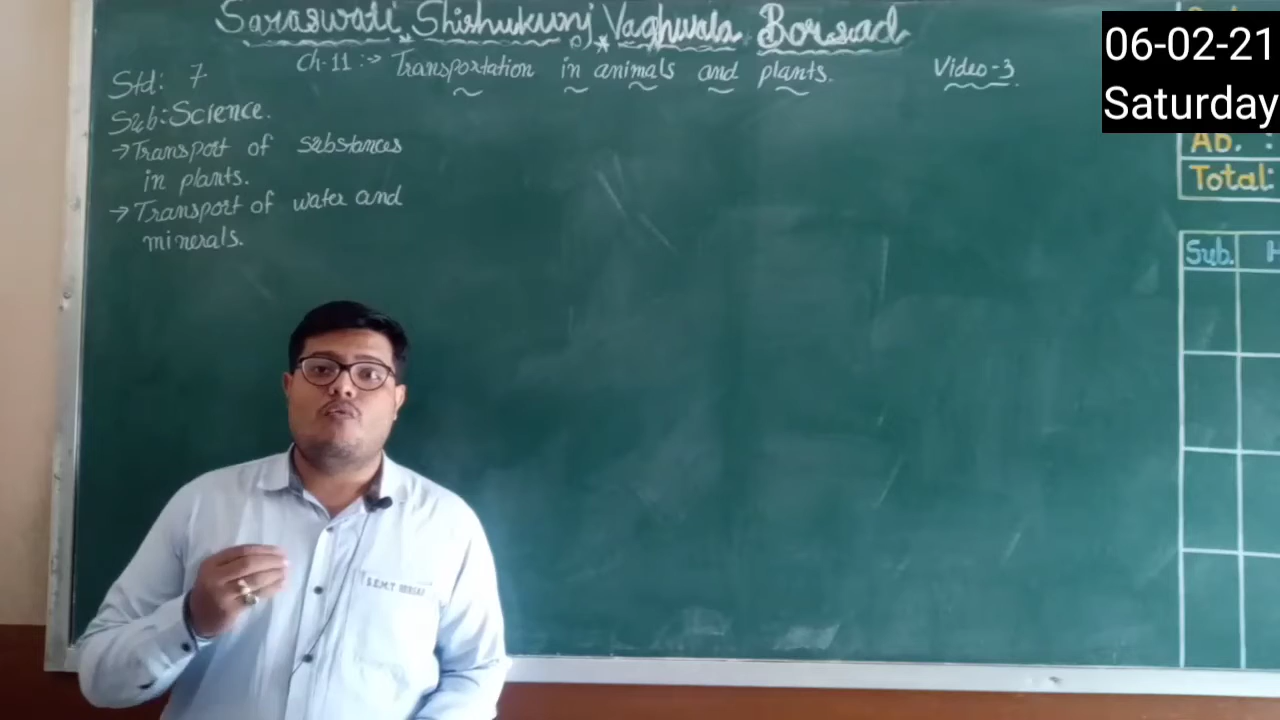 Saraswati Shishukunj Vaghwala Borsad
Ch-11 :-> Transportation in animals and plants.
Video-3
Std: 7
Sub: Science.
→ Transport of substances
in plants.
→ Transport of water and
minerals.
06-02-21
Saturday
Ab. :
Total:
Sub.
S.E.M.T